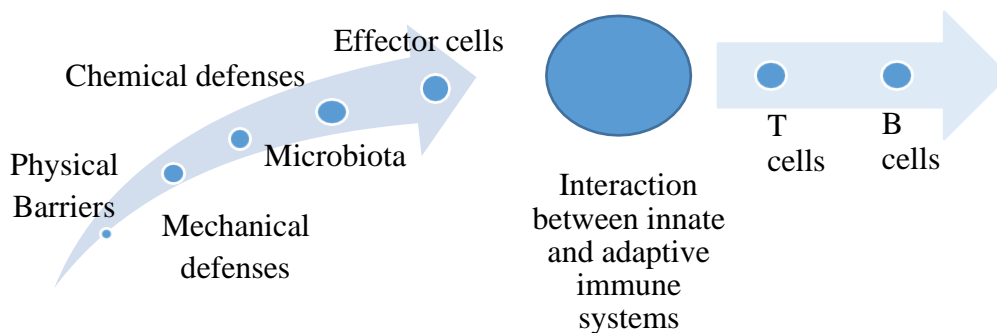 Effector cells
Chemical defenses
Microbiota
Physical
Barriers
Mechanical
defenses
Interaction
between innate
and adaptive
immune
systems
T
cells
B
cells